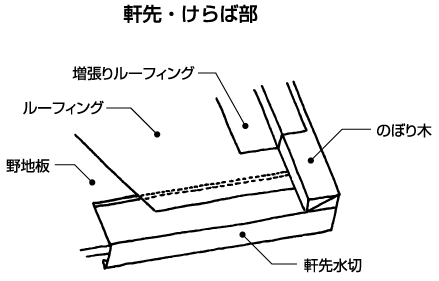 軒先・けらば部
増張りルーフィング
ルーフィング
のぼり木
野地板
軒先水切